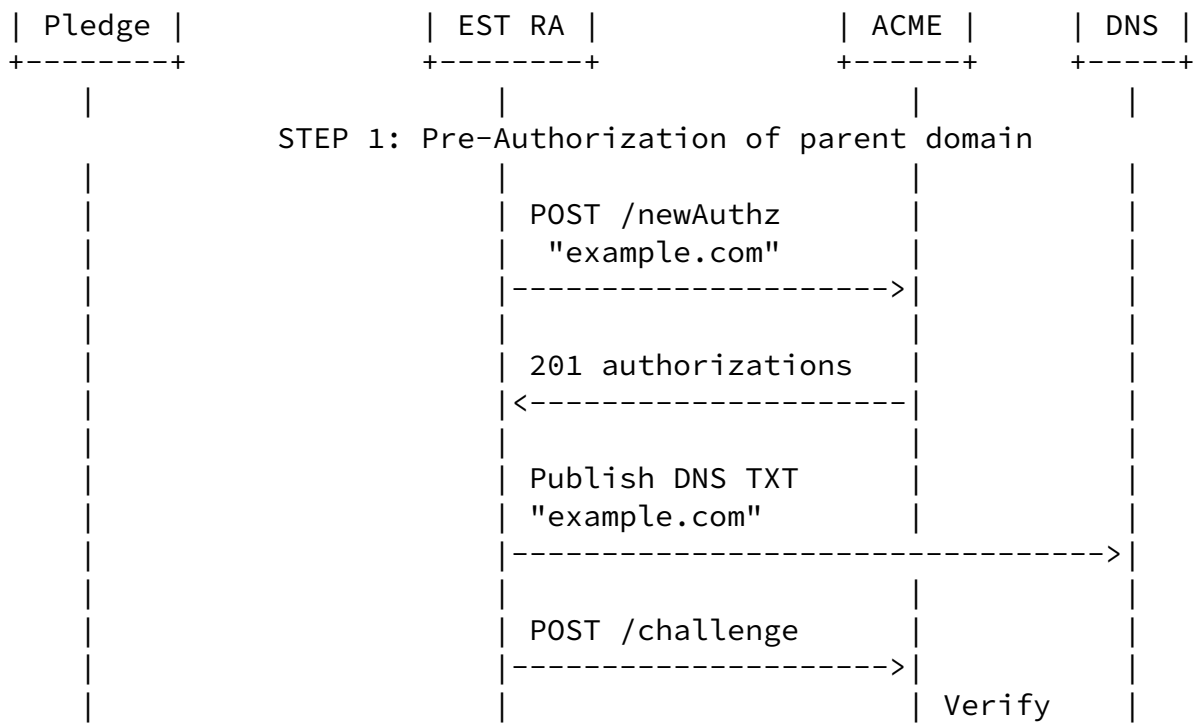 | Pledge | | EST RA | | ACME | | DNS |
+--------+ +--------+ +------+ +-----+
| | | |
STEP 1: Pre-Authorization of parent domain
| | | |
| | POST /newAuthz | |
| | "example.com" | |
| |--------------------->| |
| | | |
| | 201 authorizations | |
| |<---------------------| |
| | | |
| | Publish DNS TXT | |
| | "example.com" | |
| |--------------------------------->|
| | | |
| | POST /challenge | |
| |--------------------->| |
| | | Verify |